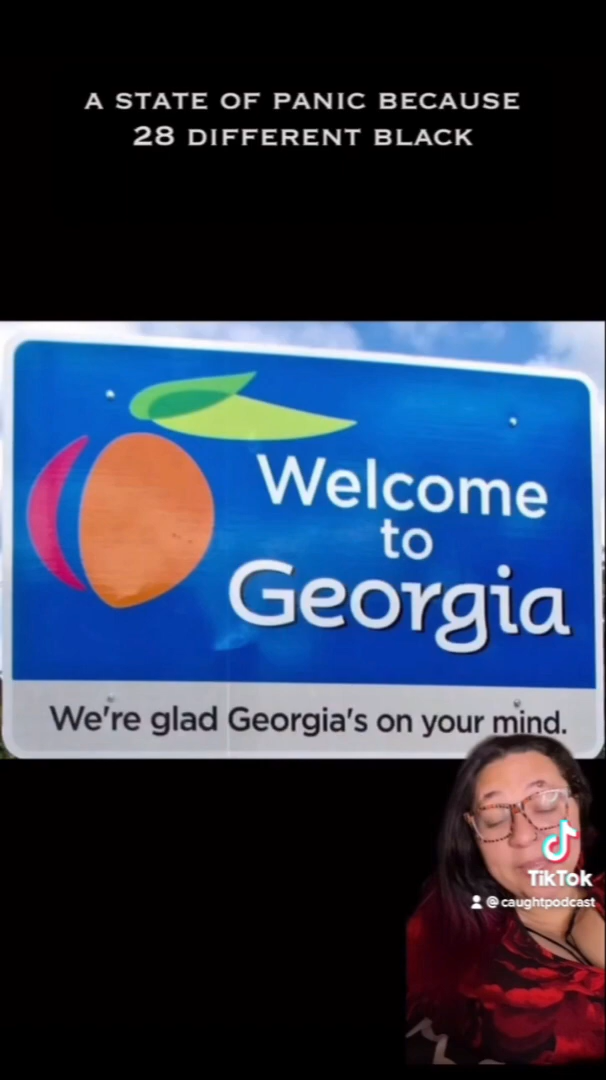 A STATE OF PANIC BECAUSE
28 DIFFERENT BLACK
Welcome
to
Georgia
We're glad Georgia's on your mind.
TikTok
@caughtpodcast